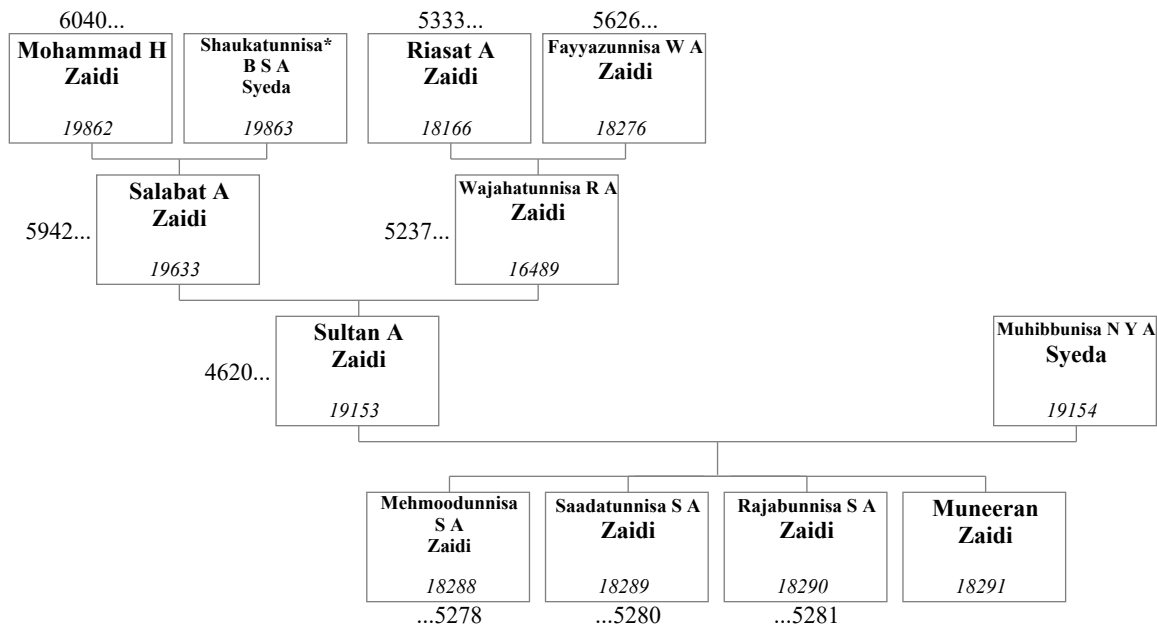 6040...
5333...
5626...
Mohammad H
Zaidi
19862
Shaukatunnisa*
B S A
Syeda
19863
Riasat A
Zaidi
18166
Fayyazunnisa W A
Zaidi
18276
5942...
Salabat A
Zaidi
19633
5237...
Wajahatunnisa R A
Zaidi
16489
4620...
Sultan A
Zaidi
19153
Muhibbunisa N Y A
Syeda
19154
Mehmoodunnisa
S A
Zaidi
18288
Saadatunnisa S A
Zaidi
18289
Rajabunnisa S A
Zaidi
18290
Muneeran
Zaidi
18291
...5278
...5280
...5281